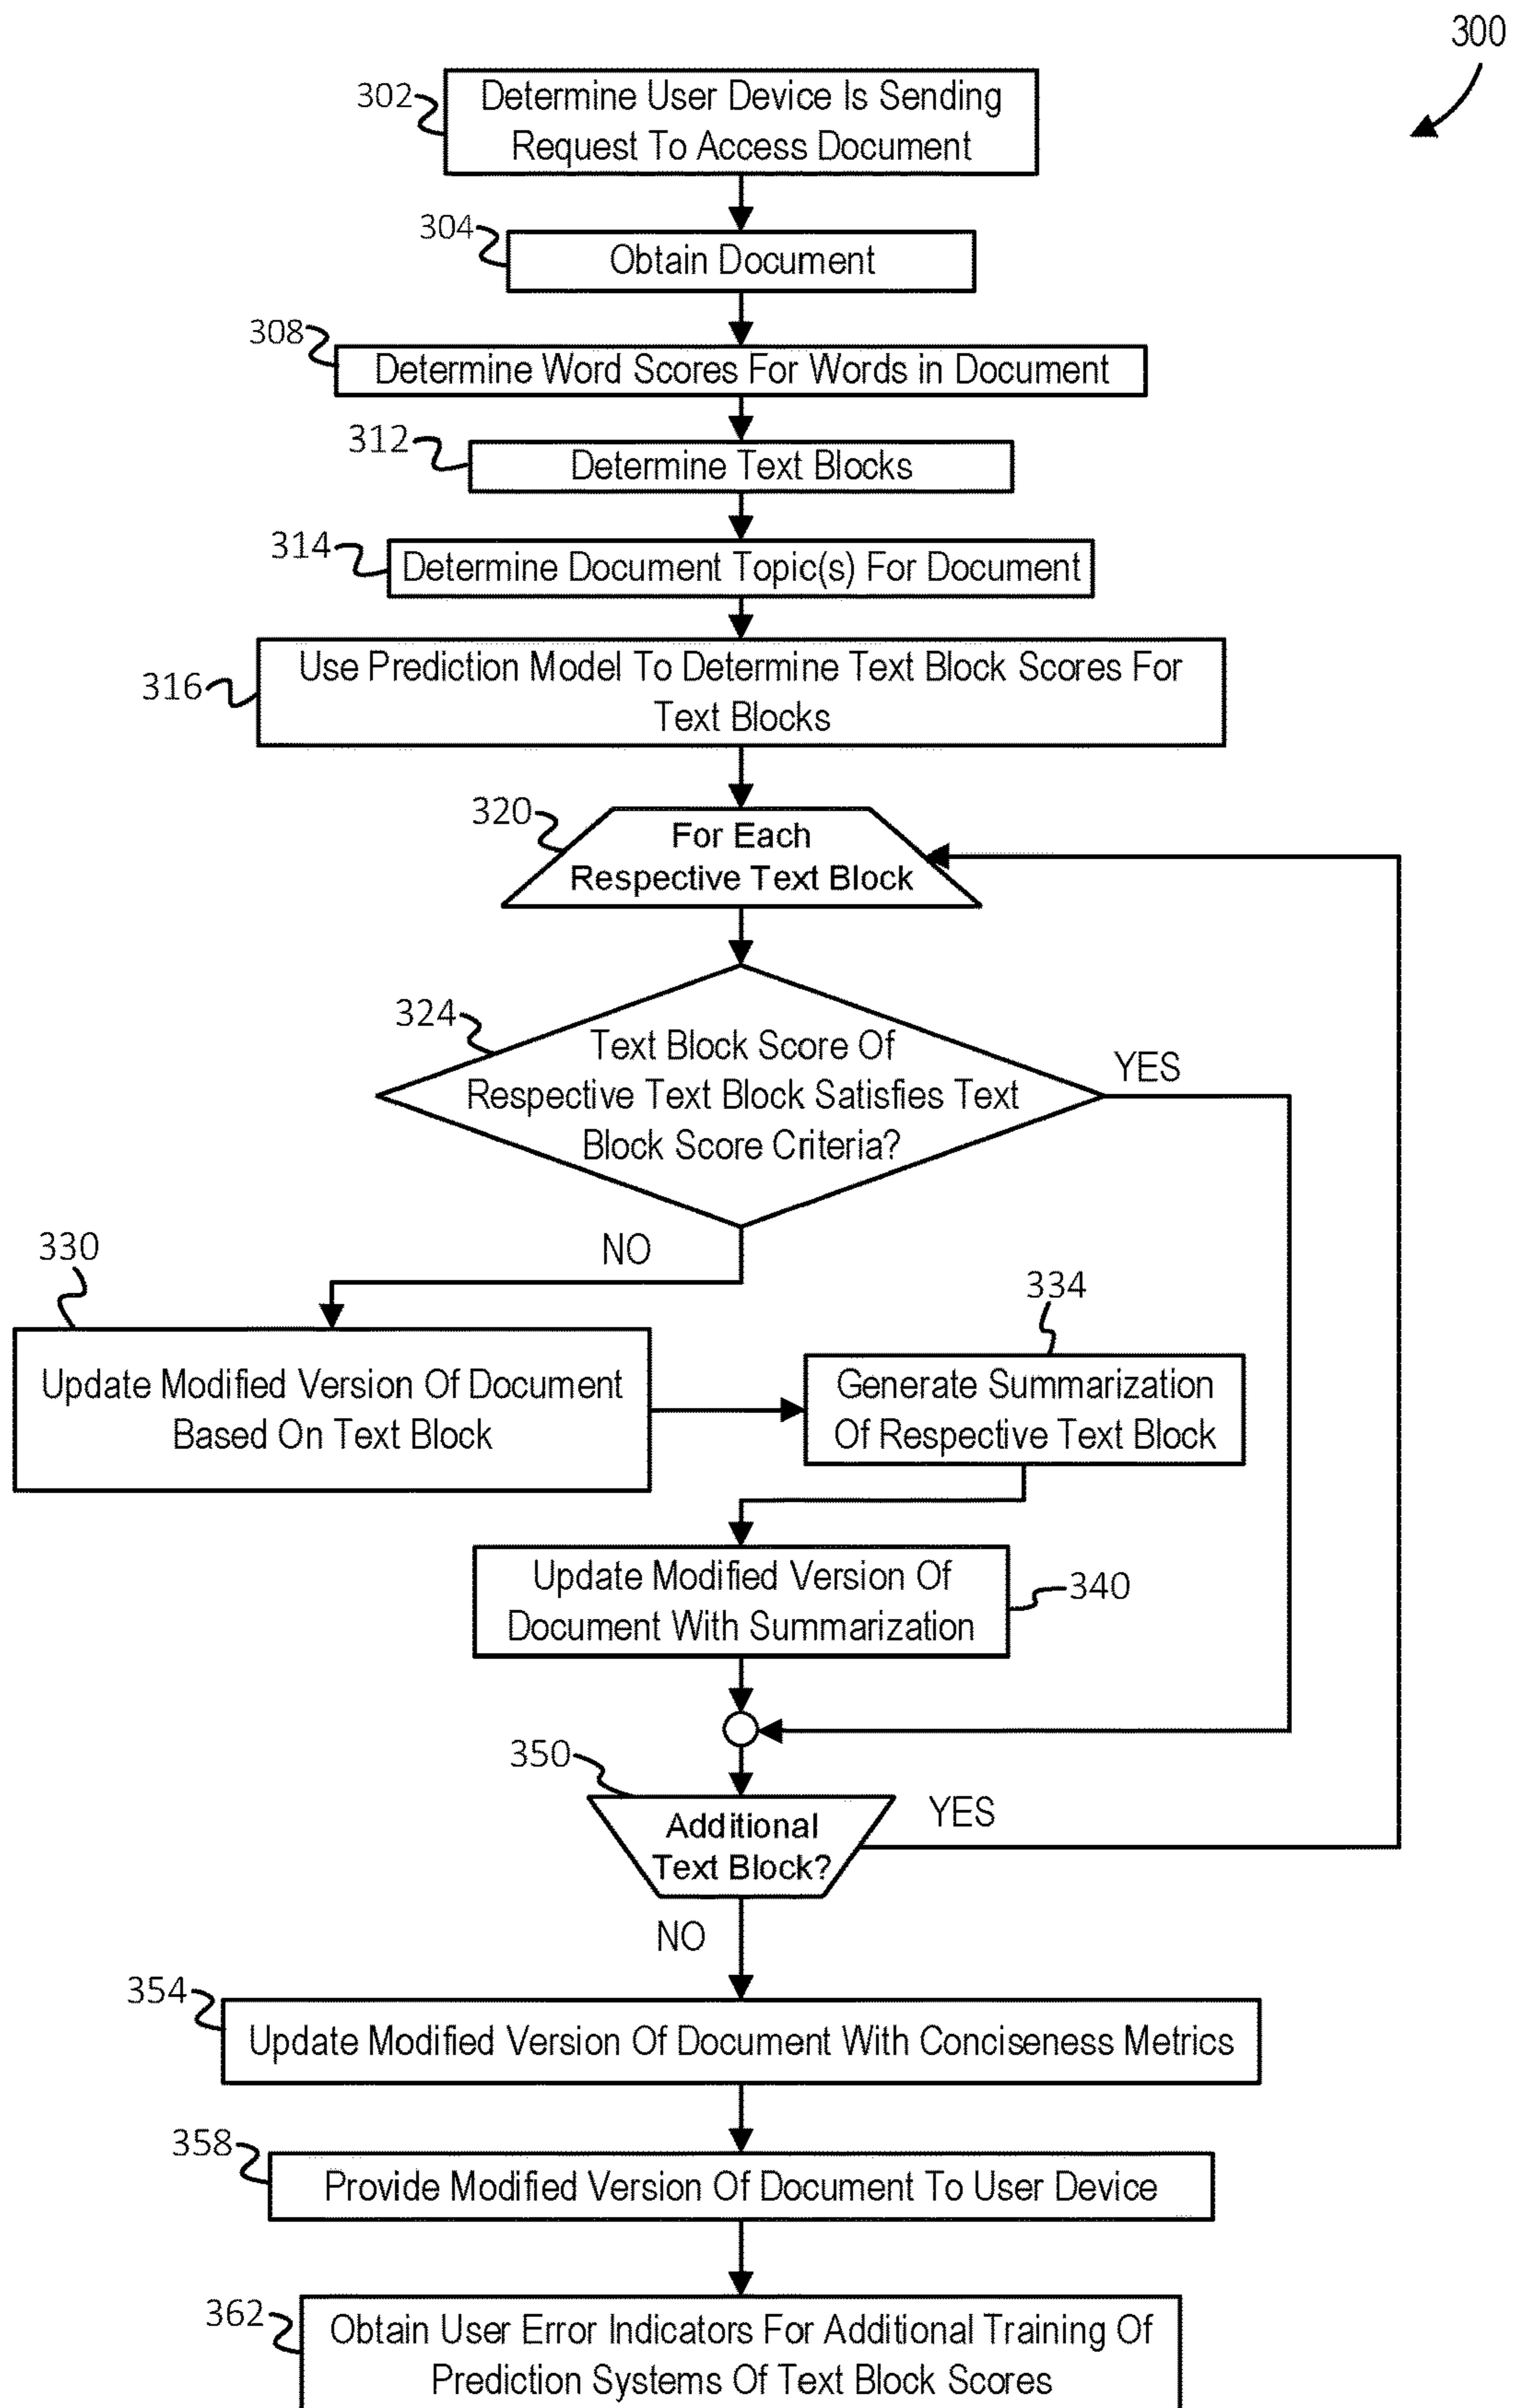 300
302
Determine User Device Is Sending
Request To Access Document
304
Obtain Document
308
Determine Word Scores For Words in Document
312
Determine Text Blocks
314
Determine Document Topic(s) For Document
316
Use Prediction Model To Determine Text Block Scores For
Text Blocks
320
For Each
Respective Text Block
324
Text Block Score Of
Respective Text Block Satisfies Text
Block Score Criteria?
YES
NO
330
Update Modified Version Of Document
Based On Text Block
334
Generate Summarization
Of Respective Text Block
Update Modified Version Of
Document With Summarization
340
350
Additional
Text Block?
YES
NO
354
Update Modified Version Of Document With Conciseness Metrics
358
Provide Modified Version Of Document To User Device
362
Obtain User Error Indicators For Additional Training Of
Prediction Systems Of Text Block Scores